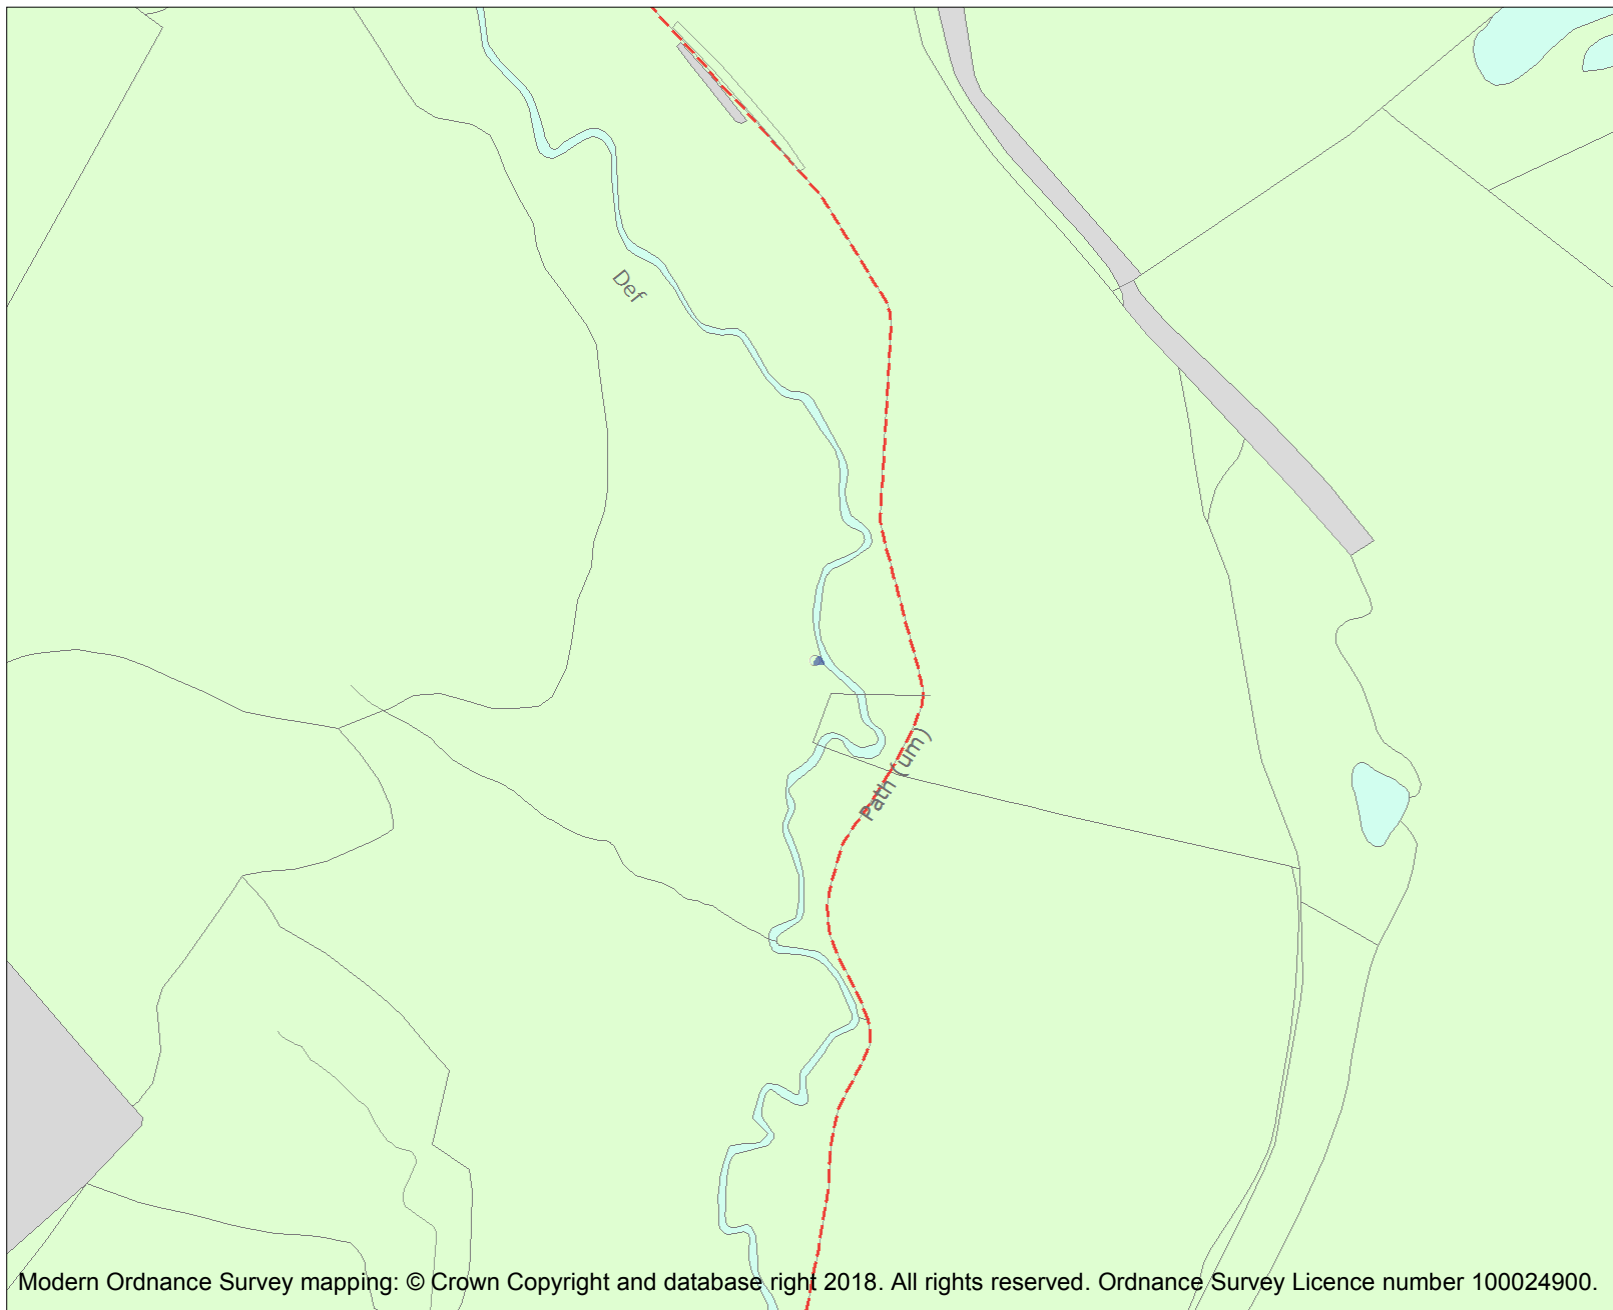 Def
Path (um)
Modern Ordnance Survey mapping: © Crown Copyright and database right 2018. All rights reserved. Ordnance Survey Licence number 100024900.